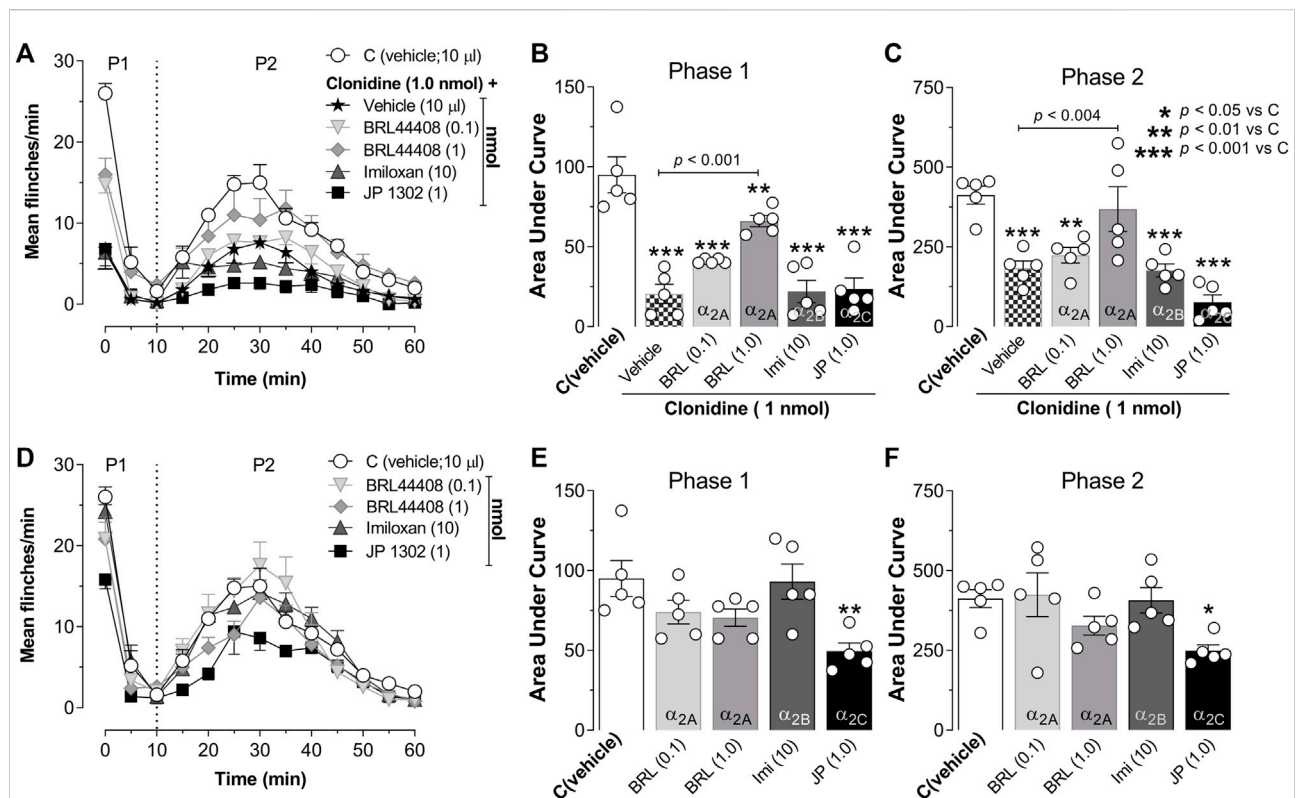 A
P1
P2
30
20
10
0
Mean flinches/min
0 10 20 30 40 50 60
Time (min)
C (vehicle;10 µl)
Clonidine (1.0 nmol) +
Vehicle (10 µl)
BRL44408 (0.1)
BRL44408 (1)
Imiloxan (10)
JP 1302 (1)
nmol
B
Phase 1
150
100
50
0
Area Under Curve
p < 0.001
***
***
**
***
***
α2A
α2A
α2B
α2C
C(vehicle)
Vehicle
BRL (0.1)
BRL (1.0)
Imi (10)
JP (1.0)
Clonidine ( 1 nmol)
C
Phase 2
750
500
250
0
Area Under Curve
p < 0.004
* p < 0.05 vs C
** p < 0.01 vs C
*** p < 0.001 vs C
***
**
***
***
α2A
α2A
α2B
α2C
C(vehicle)
Vehicle
BRL (0.1)
BRL (1.0)
Imi (10)
JP (1.0)
Clonidine ( 1 nmol)
D
P1
P2
30
20
10
0
Mean flinches/min
0 10 20 30 40 50 60
Time (min)
C (vehicle;10 µl)
BRL44408 (0.1)
BRL44408 (1)
Imiloxan (10)
JP 1302 (1)
nmol
E
Phase 1
150
100
50
0
Area Under Curve
**
α2A
α2A
α2B
α2C
C(vehicle)
BRL (0.1)
BRL (1.0)
Imi (10)
JP (1.0)
F
Phase 2
750
500
250
0
Area Under Curve
*
α2A
α2A
α2B
α2C
C(vehicle)
BRL (0.1)
BRL (1.0)
Imi (10)
JP (1.0)